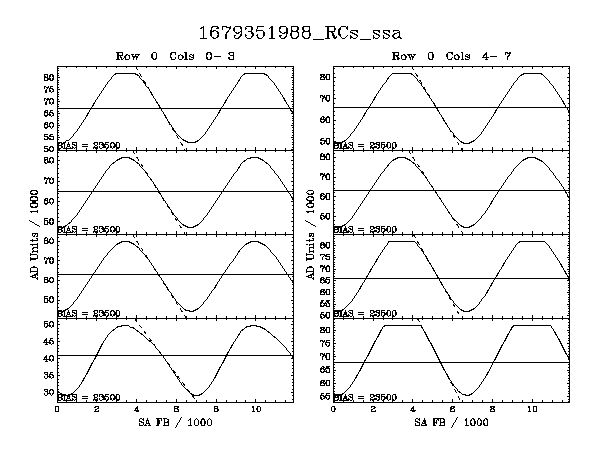 1679351988_RCs_ssa
Row 0 Cols 0- 3
Row 0 Cols 4- 7
80
75
70
65
60
55
50
BIAS = 23500
80
70
60
50
BIAS = 23500
80
70
60
50
BIAS = 23500
50
45
40
35
30
BIAS = 23500
AD Units / 1000
0 2 4 6 8 10
SA FB / 1000
80
70
60
50
BIAS = 23500
80
70
60
50
BIAS = 23500
80
75
70
65
60
55
50
BIAS = 23500
80
75
70
65
60
55
BIAS = 23500
AD Units / 1000
0 2 4 6 8 10
SA FB / 1000